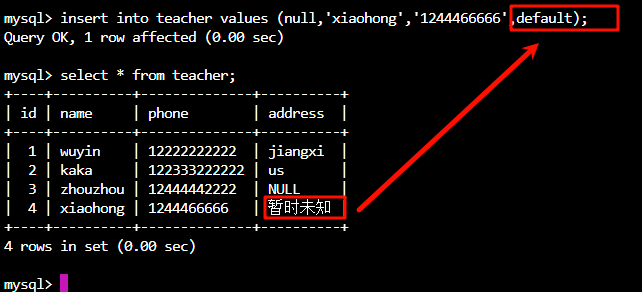 mysql> insert into teacher values (null,'xiaohong','1244466666',default);
Query OK, 1 row affected (0.00 sec)
mysql> select * from teacher;
+----+----------+--------------+----------+
| id | name     | phone        | address  |
+----+----------+--------------+----------+
|  1 | wuyin    | 12222222222  | jiangxi  |
|  2 | kaka     | 122333222222 | us       |
|  3 | zhouzhou | 12444442222  | NULL     |
|  4 | xiaohong | 1244466666   | 暂时未知 |
+----+----------+--------------+----------+
4 rows in set (0.00 sec)
mysql>